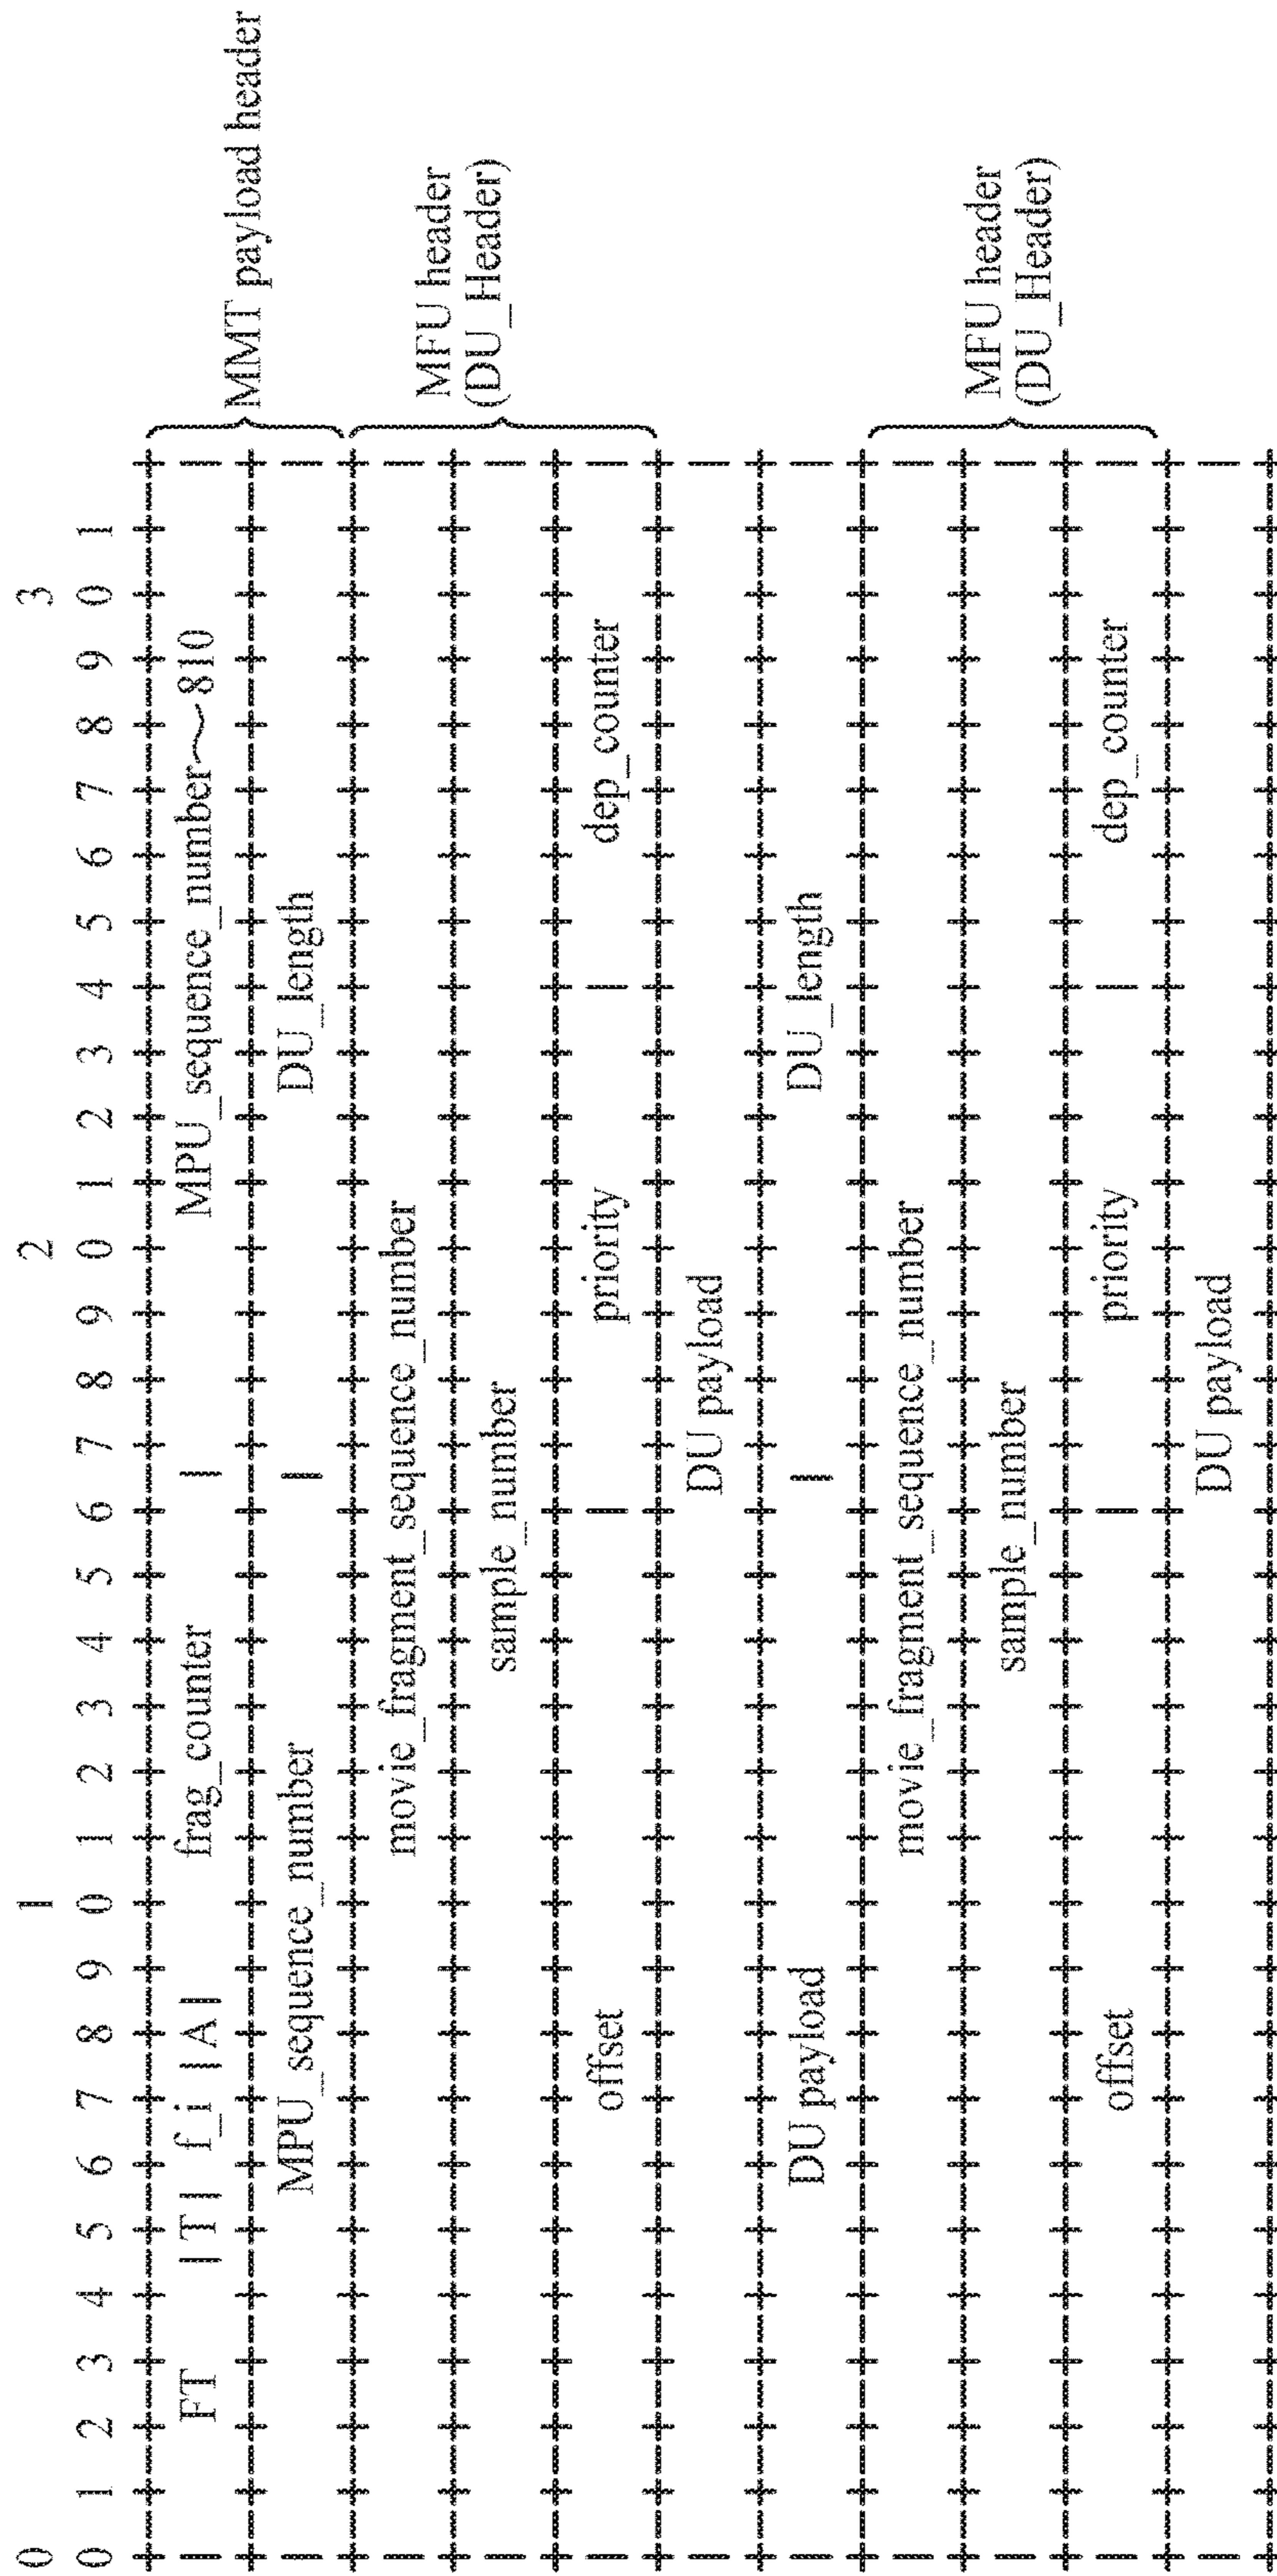 0 1 2 3
0 1 2 3 4 5 6 7 8 9 0 1 2 3 4 5 6 7 8 9 0 1 2 3 4 5 6 7 8 9 0 1
+--+--+--+--+--+--+--+--+--+--+--+--+--+--+--+--+--+--+--+--+--+--+--+--+--+--+--+--+--+--+--+--+
| FT |T| f_i |A| frag_counter | MPU_sequence_number~810 | MMT payload header
+--+--+--+--+--+--+--+--+--+--+--+--+--+--+--+--+--+--+--+--+--+--+--+--+--+--+--+--+--+--+--+--+
| MPU_sequence_number | DU_length |
+--+--+--+--+--+--+--+--+--+--+--+--+--+--+--+--+--+--+--+--+--+--+--+--+--+--+--+--+--+--+--+--+
| movie_fragment_sequence_number | MFU header
+--+--+--+--+--+--+--+--+--+--+--+--+--+--+--+--+--+--+--+--+--+--+--+--+--+--+--+--+--+--+--+--+
| sample_number | (DU_Header)
+--+--+--+--+--+--+--+--+--+--+--+--+--+--+--+--+--+--+--+--+--+--+--+--+--+--+--+--+--+--+--+--+
| offset | priority | dep_counter |
+--+--+--+--+--+--+--+--+--+--+--+--+--+--+--+--+--+--+--+--+--+--+--+--+--+--+--+--+--+--+--+--+
| DU payload |
+--+--+--+--+--+--+--+--+--+--+--+--+--+--+--+--+--+--+--+--+--+--+--+--+--+--+--+--+--+--+--+--+
| DU payload | DU_length |
+--+--+--+--+--+--+--+--+--+--+--+--+--+--+--+--+--+--+--+--+--+--+--+--+--+--+--+--+--+--+--+--+
| movie_fragment_sequence_number | MFU header
+--+--+--+--+--+--+--+--+--+--+--+--+--+--+--+--+--+--+--+--+--+--+--+--+--+--+--+--+--+--+--+--+
| sample_number | (DU_Header)
+--+--+--+--+--+--+--+--+--+--+--+--+--+--+--+--+--+--+--+--+--+--+--+--+--+--+--+--+--+--+--+--+
| offset | priority | dep_counter |
+--+--+--+--+--+--+--+--+--+--+--+--+--+--+--+--+--+--+--+--+--+--+--+--+--+--+--+--+--+--+--+--+
| DU payload |
+--+--+--+--+--+--+--+--+--+--+--+--+--+--+--+--+--+--+--+--+--+--+--+--+--+--+--+--+--+--+--+--+